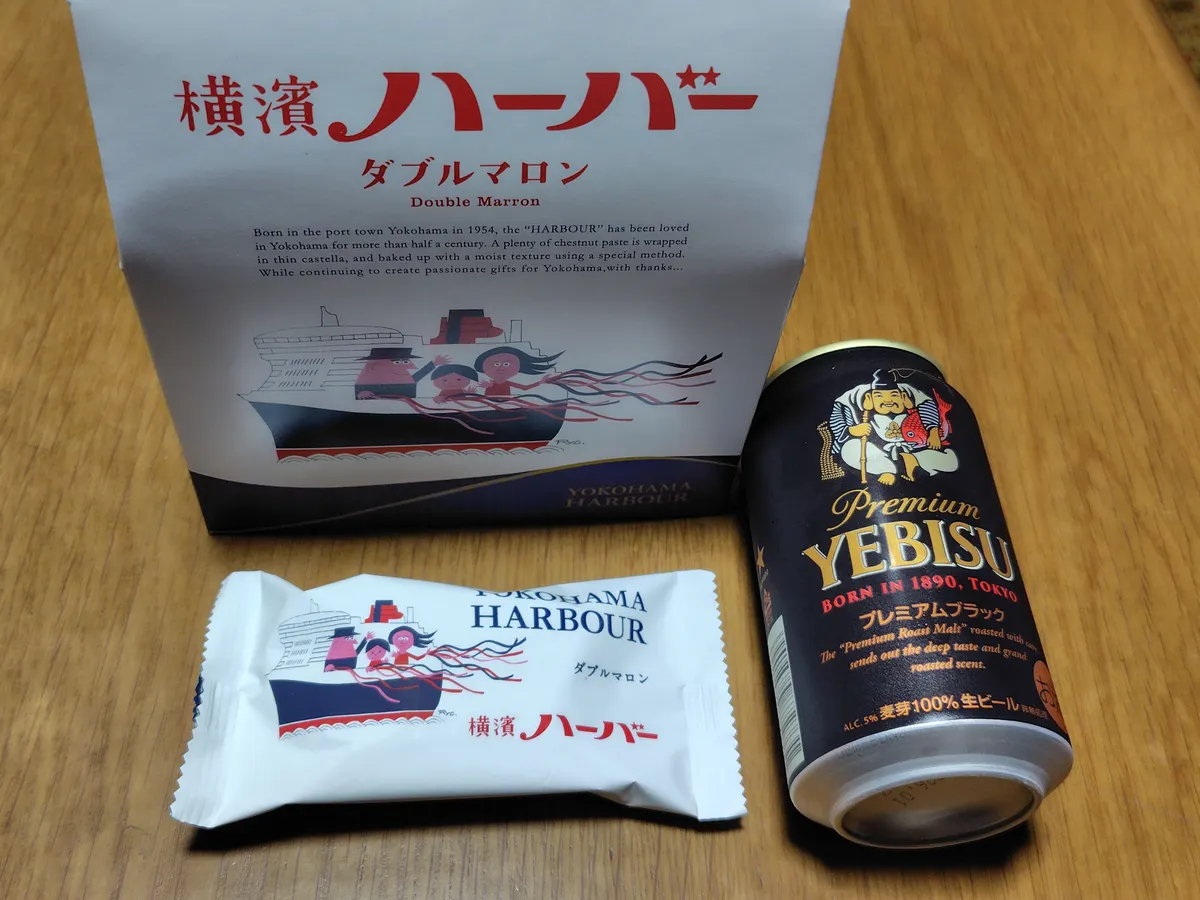 横濱ハーバー
ダブルマロン
Double Marron
Born in the port town Yokohama in 1954, the “HARBOUR” has been loved
in Yokohama for more than half a century. A plenty of chestnut paste is wrapped
in thin castella, and baked up with a moist texture using a special method.
While continuing to create passionate gifts for Yokohama,with thanks...
Ryo.
YOKOHAMA
HARBOUR
YOKOHAMA
HARBOUR
ダブルマロン
Ryo.
横濱ハーバー
Premium
YEBISU
BORN IN 1890, TOKYO
プレミアムブラック
The “Premium Roast Malt” roasted with
sends out the deep taste and grand
roasted scent.
ALC.5% 麦芽100% 生ビール